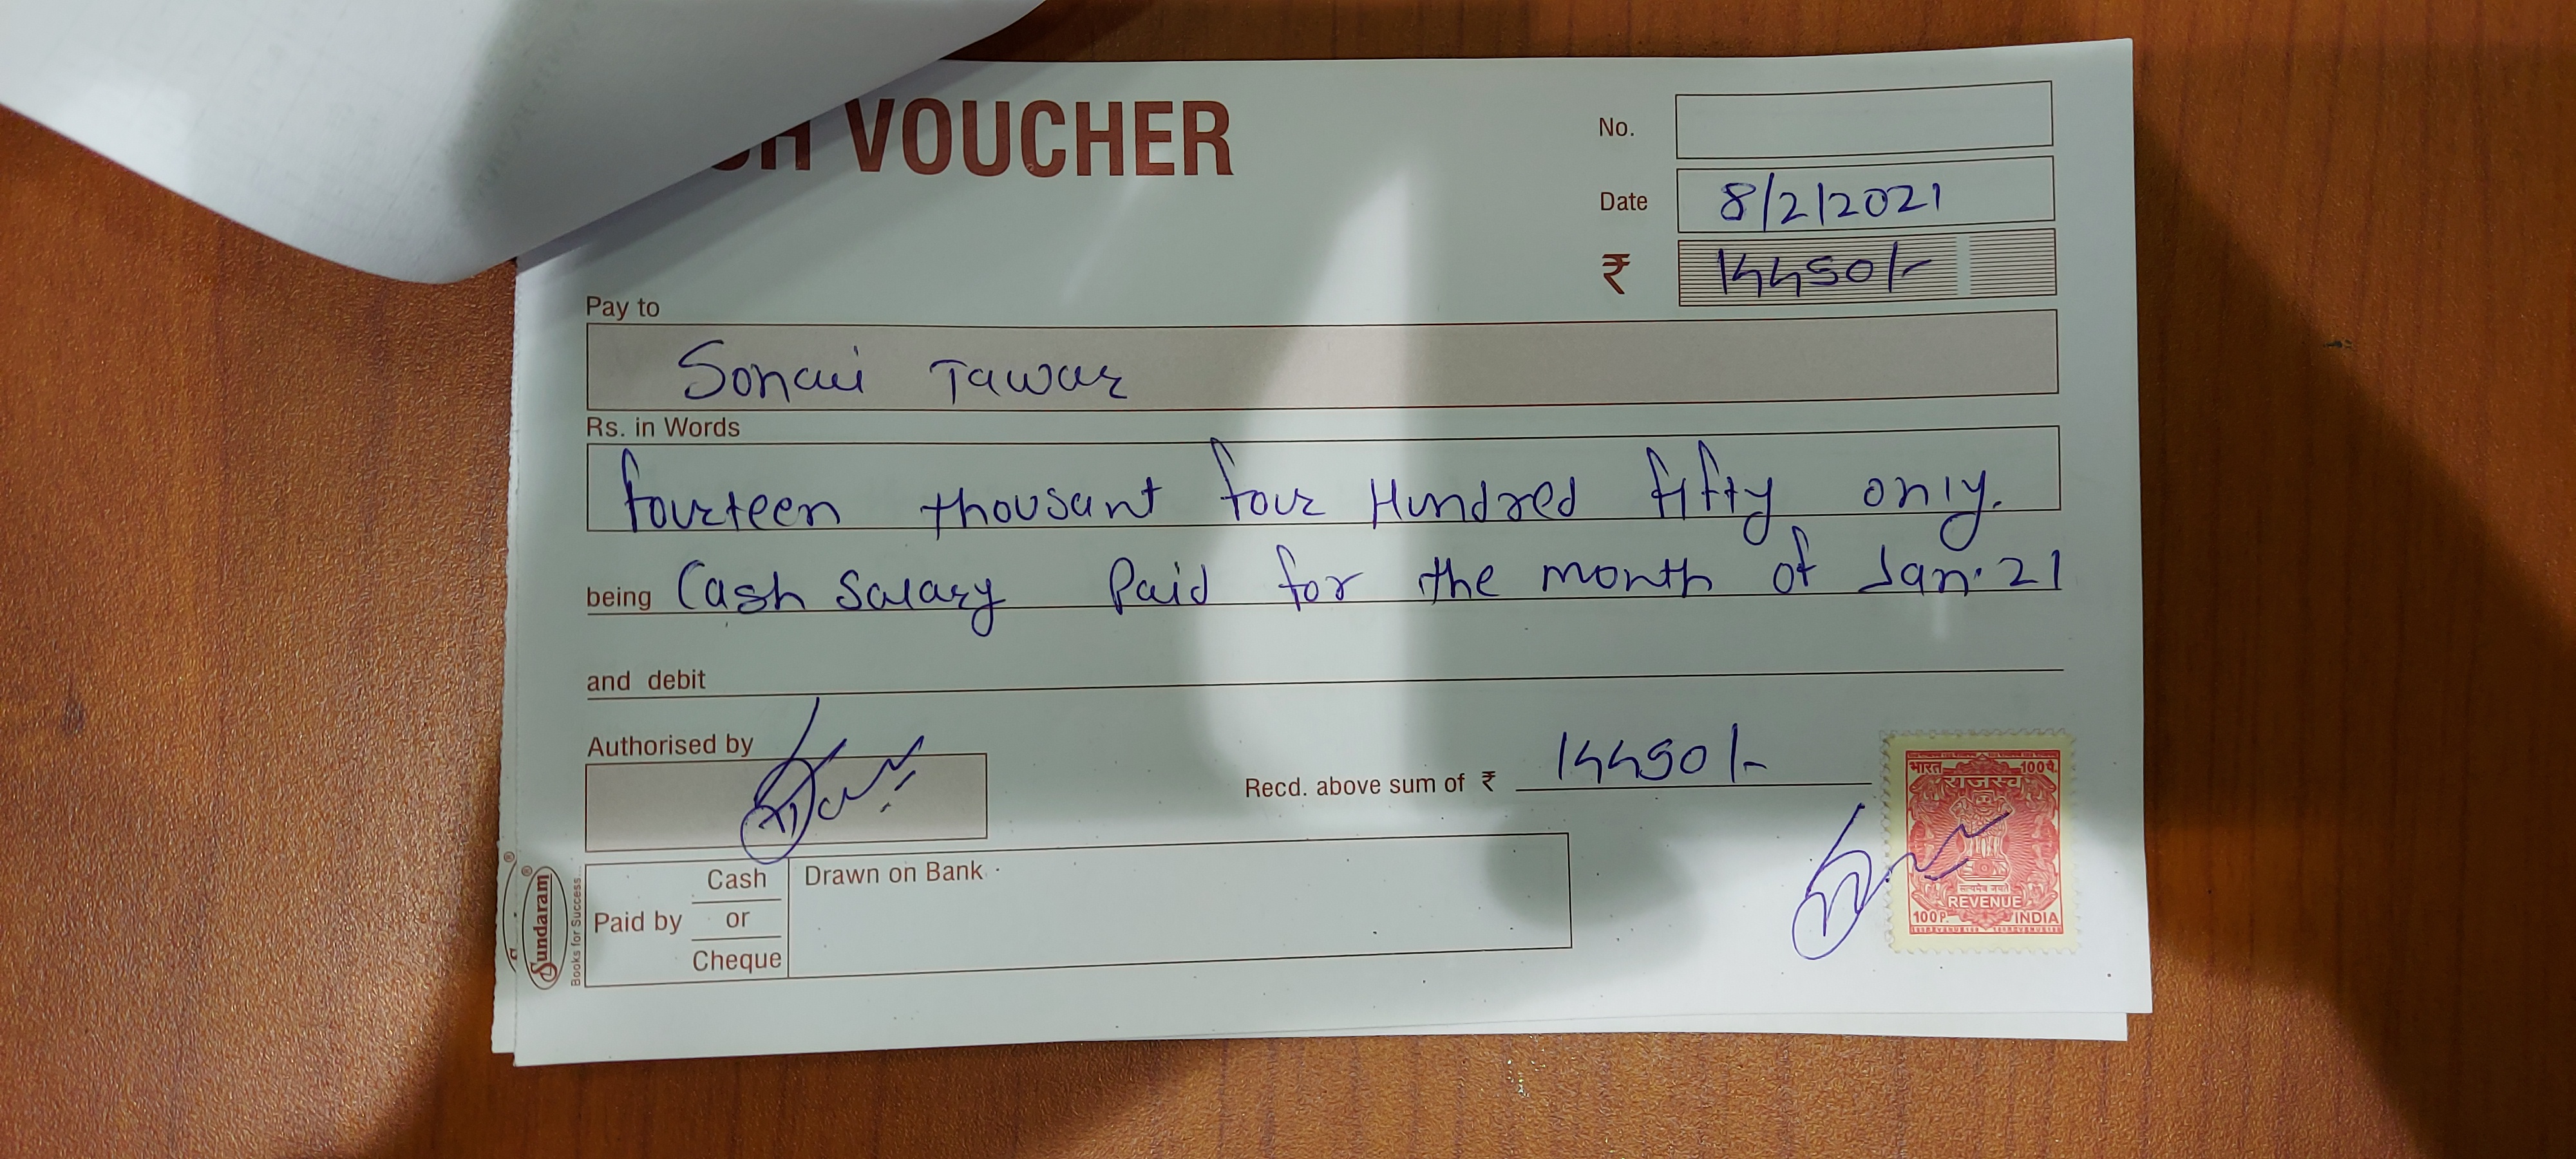 VOUCHER
No.
Date 8/2/2021
₹ 14450/-
Pay to
Sonali Tawar
Rs. in Words
fourteen thousant four Hundred fifty only.
being Cash Salary Paid for the month of Jan'21
and debit
Authorised by
Recd. above sum of ₹ 14450/-
Paid by Cash or Cheque
Drawn on Bank
Sundaram®
Books for Success...
भारत राजस्व
100P. REVENUE INDIA